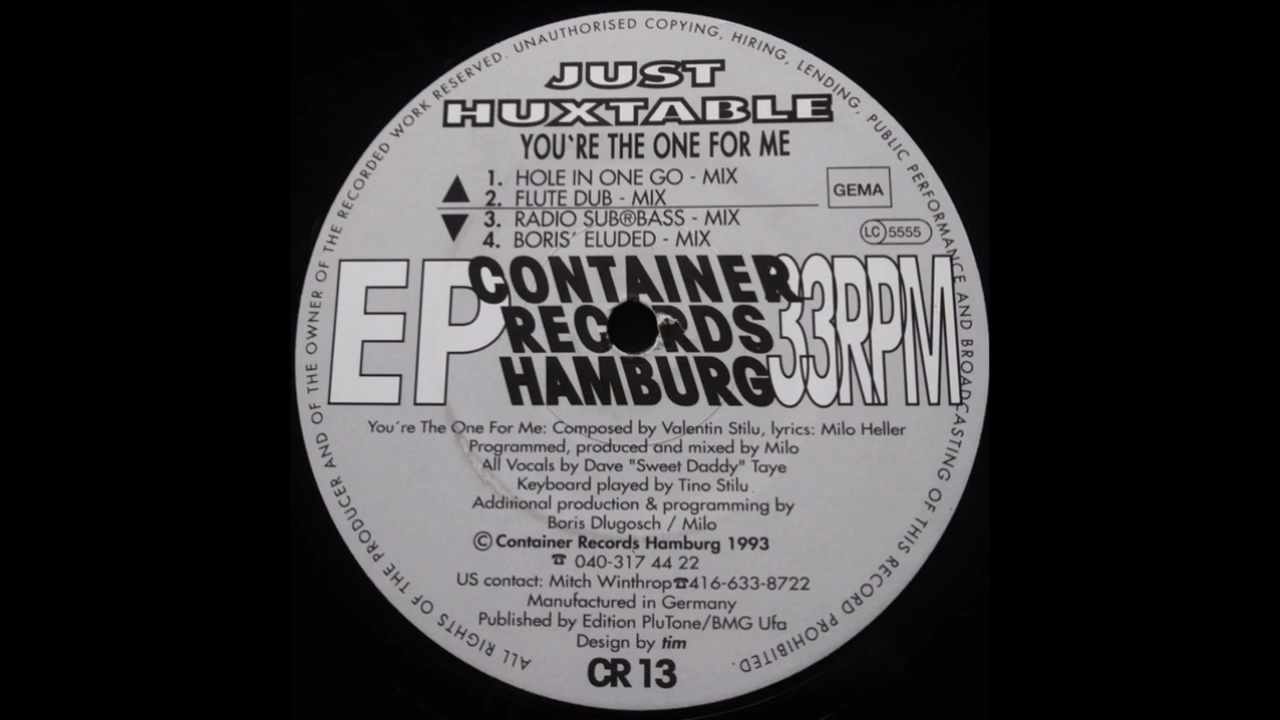 ALL RIGHTS OF THE PRODUCER AND OF THE OWNER OF THE RECORDED WORK RESERVED. UNAUTHORISED COPYING, HIRING, LENDING, PUBLIC PERFORMANCE AND BROADCASTING OF THIS RECORD PROHIBITED.
JUST
HUXTABLE
YOU`RE THE ONE FOR ME
▲ 1. HOLE IN ONE GO - MIX
2. FLUTE DUB - MIX
GEMA
▼ 3. RADIO SUB®BASS - MIX
4. BORIS´ ELUDED - MIX
LC 5555
EP
CONTAINER
RECORDS
HAMBURG
33RPM
You´re The One For Me: Composed by Valentin Stilu, lyrics: Milo Heller
Programmed, produced and mixed by Milo
All Vocals by Dave "Sweet Daddy" Taye
Keyboard played by Tino Stilu
Additional production & programming by
Boris Dlugosch / Milo
© Container Records Hamburg 1993
☎ 040-317 44 22
US contact: Mitch Winthrop☎416-633-8722
Manufactured in Germany
Published by Edition PluTone/BMG Ufa
Design by tim
CR 13